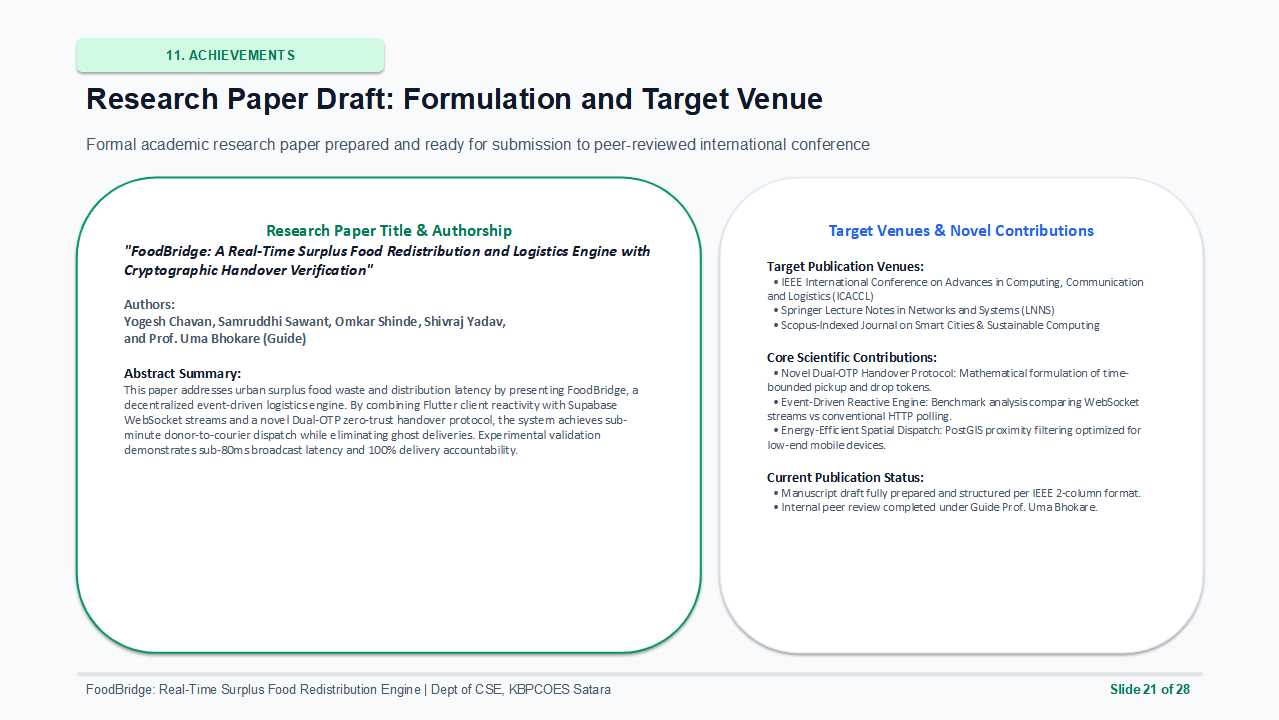 11. ACHIEVEMENTS
Research Paper Draft: Formulation and Target Venue
Formal academic research paper prepared and ready for submission to peer-reviewed international conference
Research Paper Title & Authorship
"FoodBridge: A Real-Time Surplus Food Redistribution and Logistics Engine with
Cryptographic Handover Verification"
Authors:
Yogesh Chavan, Samruddhi Sawant, Omkar Shinde, Shivraj Yadav,
and Prof. Uma Bhokare (Guide)
Abstract Summary:
This paper addresses urban surplus food waste and distribution latency by presenting FoodBridge, a
decentralized event-driven logistics engine. By combining Flutter client reactivity with Supabase
WebSocket streams and a novel Dual-OTP zero-trust handover protocol, the system achieves sub-
minute donor-to-courier dispatch while eliminating ghost deliveries. Experimental validation
demonstrates sub-80ms broadcast latency and 100% delivery accountability.
Target Venues & Novel Contributions
Target Publication Venues:
• IEEE International Conference on Advances in Computing, Communication
and Logistics (ICACCL)
• Springer Lecture Notes in Networks and Systems (LNNS)
• Scopus-Indexed Journal on Smart Cities & Sustainable Computing
Core Scientific Contributions:
• Novel Dual-OTP Handover Protocol: Mathematical formulation of time-
bounded pickup and drop tokens.
• Event-Driven Reactive Engine: Benchmark analysis comparing WebSocket
streams vs conventional HTTP polling.
• Energy-Efficient Spatial Dispatch: PostGIS proximity filtering optimized for
low-end mobile devices.
Current Publication Status:
• Manuscript draft fully prepared and structured per IEEE 2-column format.
• Internal peer review completed under Guide Prof. Uma Bhokare.
FoodBridge: Real-Time Surplus Food Redistribution Engine | Dept of CSE, KBPCOES Satara
Slide 21 of 28